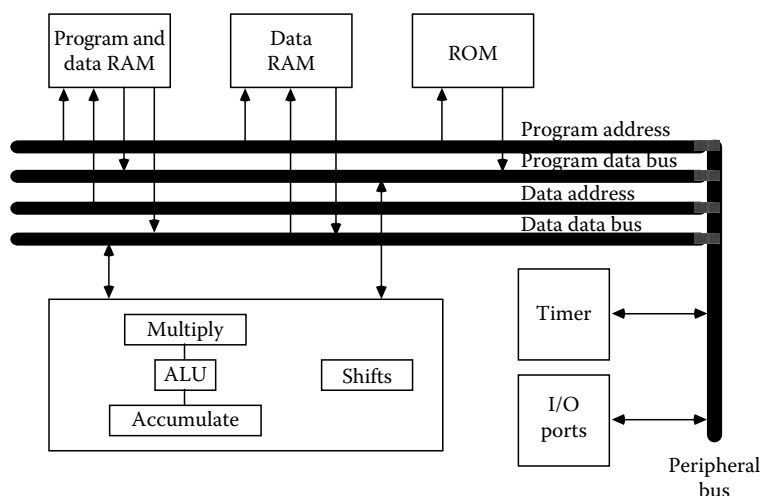 Program and
data RAM
Data
RAM
ROM
Program address
Program data bus
Data address
Data data bus
Multiply
ALU
Accumulate
Shifts
Timer
I/O
ports
Peripheral
bus